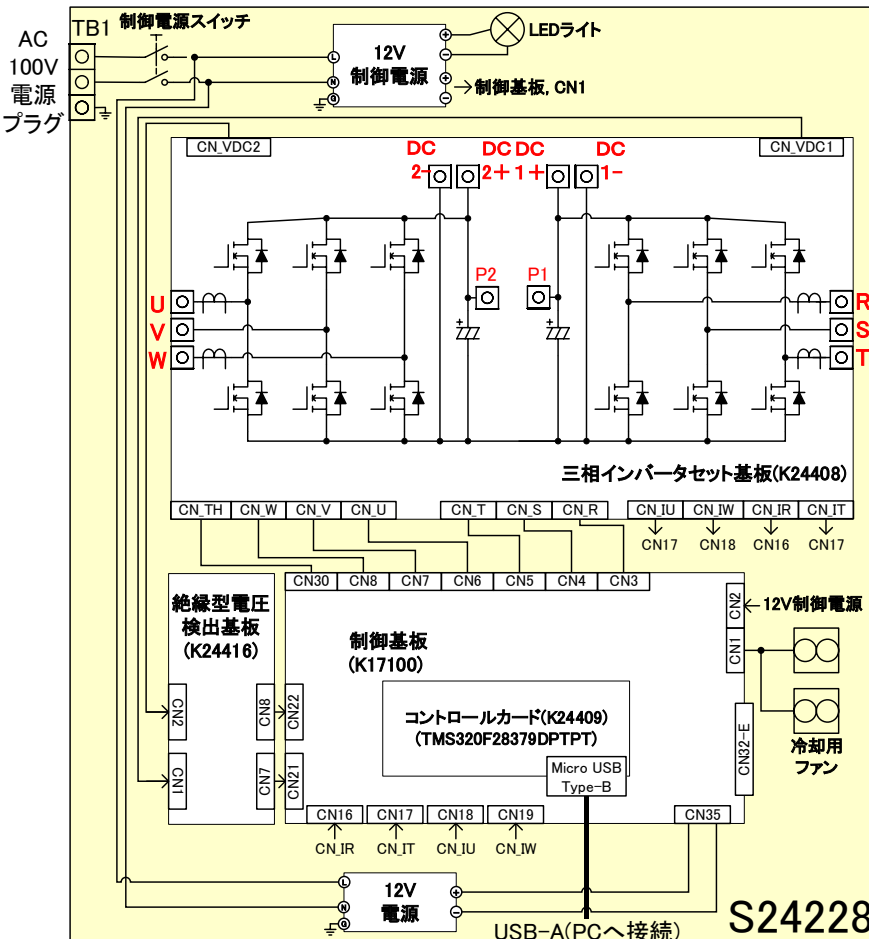 AC
100V
電源
プラグ
TB1
制御電源スイッチ
L
N
G
12V
制御電源
+
−
+
−
LEDライト
制御基板, CN1
CN_VDC2
CN_VDC1
DC
2-
DC
2+
DC
1+
DC
1-
P2
P1
+
+
U
V
W
R
S
T
三相インバータセット基板(K24408)
CN_TH
CN_W
CN_V
CN_U
CN_T
CN_S
CN_R
CN_IU
CN_IW
CN_IR
CN_IT
CN17
CN18
CN16
CN17
CN30
CN8
CN7
CN6
CN5
CN4
CN3
絶縁型電圧
検出基板
(K24416)
CN2
CN1
CN8
CN7
CN22
CN21
制御基板
(K17100)
コントロールカード(K24409)
(TMS320F28379DPTPT)
Micro USB
Type-B
CN2
CN1
12V制御電源
冷却用
ファン
CN32-E
CN16
CN17
CN18
CN19
CN35
CN_IR
CN_IT
CN_IU
CN_IW
L
N
G
12V
電源
+
−
USB-A(PCへ接続)
S24228